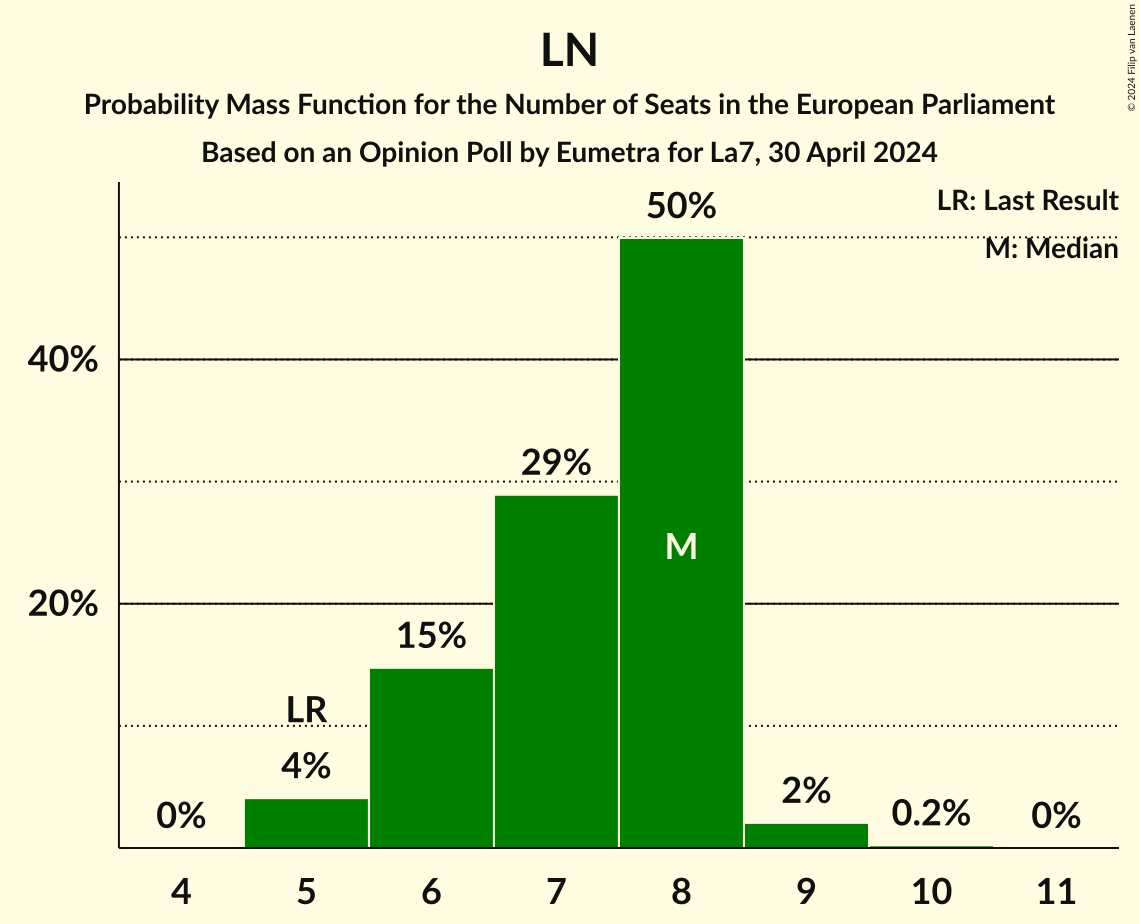 LN
Probability Mass Function for the Number of Seats in the European Parliament
Based on an Opinion Poll by Eumetra for La7, 30 April 2024
© 2024 Filip van Laenen
LR: Last Result
M: Median
50%
40%
29%
M
20%
15%
LR
4%
2%
0%
0.2%
0%
4 5 6 7 8 9 10 11